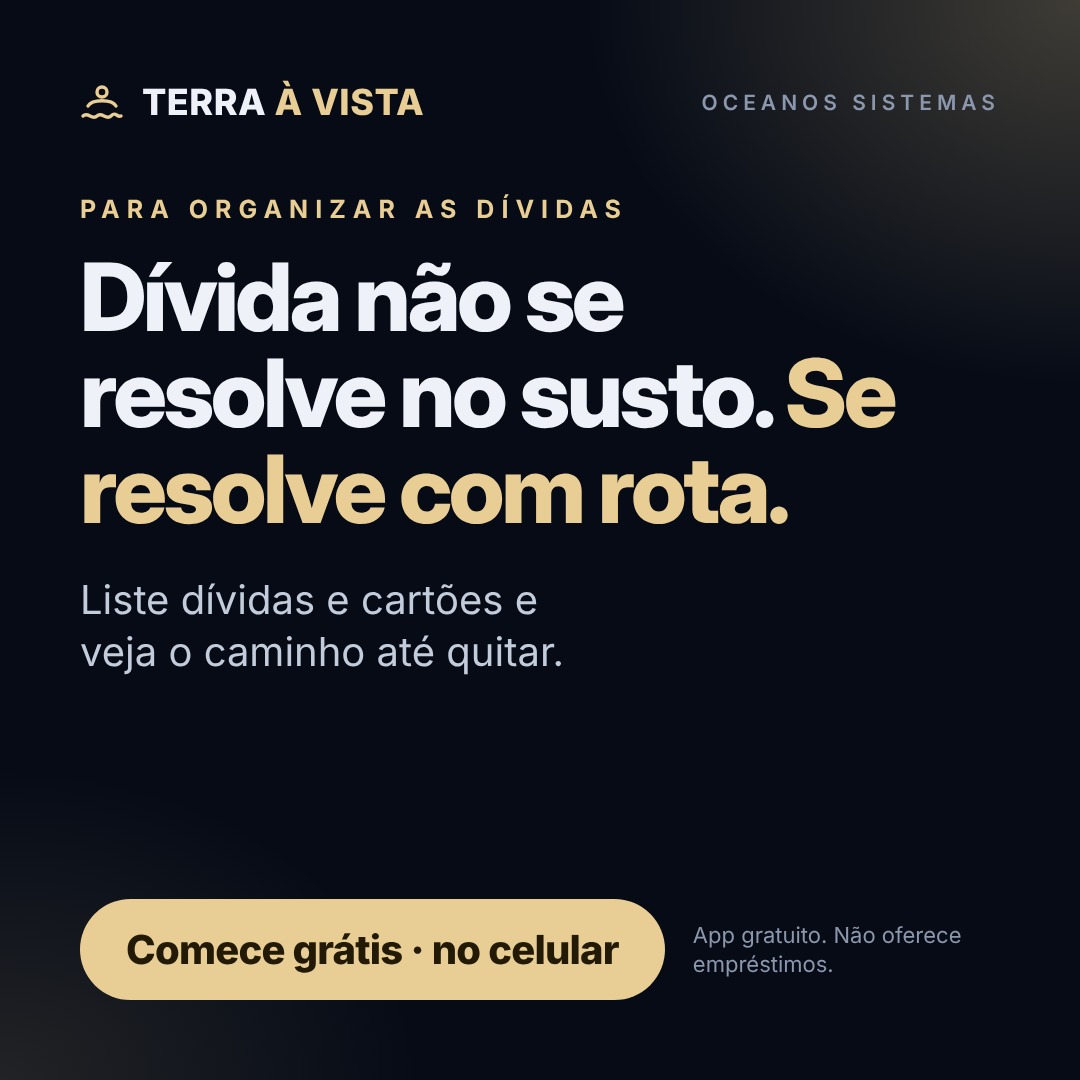 TERRA À VISTA
OCEANOS SISTEMAS
PARA ORGANIZAR AS DÍVIDAS
Dívida não se
resolve no susto. Se
resolve com rota.
Liste dívidas e cartões e
veja o caminho até quitar.
Comece grátis · no celular
App gratuito. Não oferece
empréstimos.